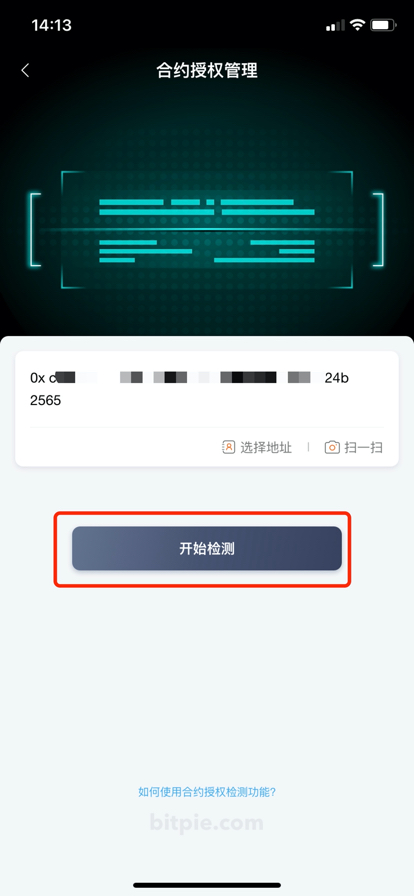 14:13
合约授权管理
0x c 24b
2565
选择地址 扫一扫
开始检测
如何使用合约授权检测功能?
bitpie.com